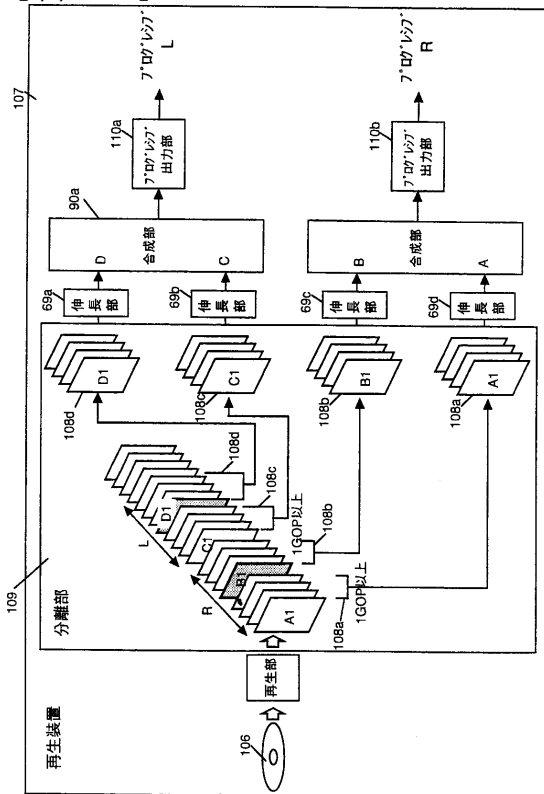 再生装置
107
109
106
再生部
分離部
A1
B1
C1
D1
R
L
108a
1GOP以上
108b
1GOP以上
108c
108d
108d
D1
108c
C1
108b
B1
108a
A1
69a
伸長部
69b
伸長部
69c
伸長部
69d
伸長部
90a
D
合成部
C
B
合成部
A
110a
プログレシブ
出力部
110b
プログレシブ
出力部
プログレシブ
L
プログレシブ
R